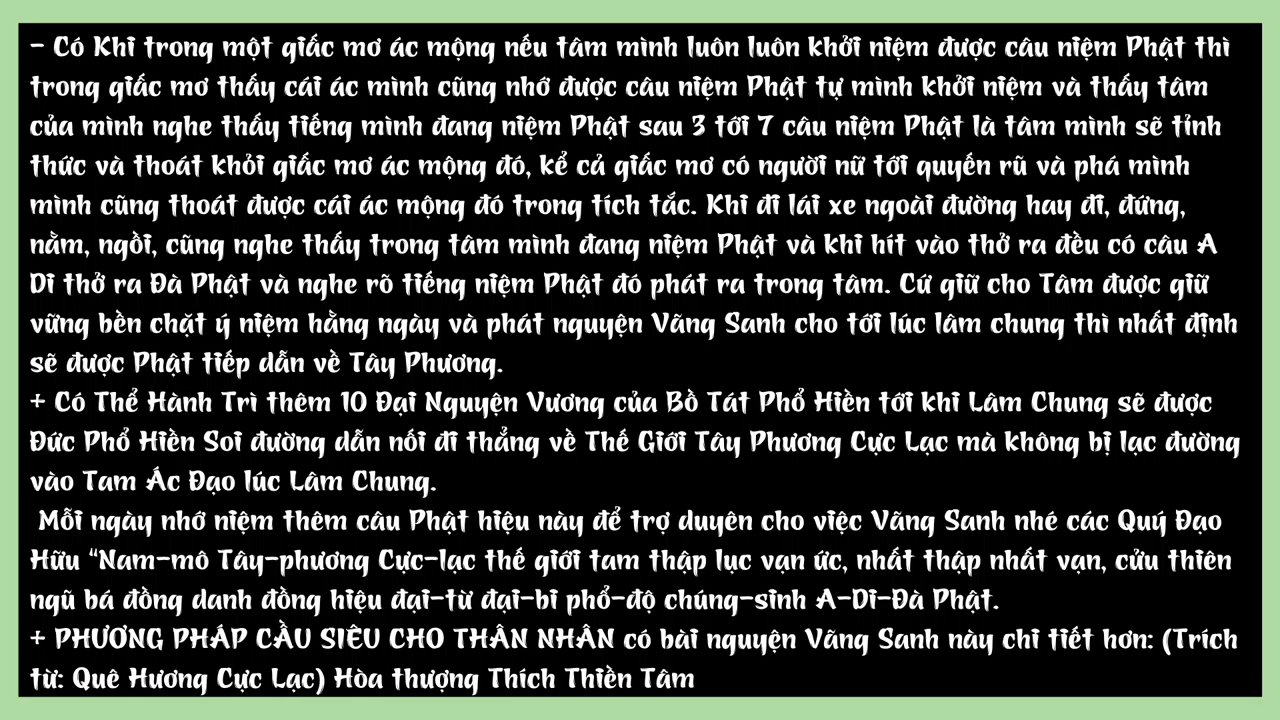 - Có Khi trong một giấc mơ ác mộng nếu tâm mình luôn luôn khởi niệm được câu niệm Phật thì
trong giấc mơ thấy cái ác mình cũng nhớ được câu niệm Phật tự mình khởi niệm và thấy tâm
của mình nghe thấy tiếng mình đang niệm Phật sau 3 tới 7 câu niệm Phật là tâm mình sẽ tỉnh
thức và thoát khỏi giấc mơ ác mộng đó, kể cả giấc mơ có người nữ tới quyến rũ và phá mình
mình cũng thoát được cái ác mộng đó trong tích tắc. Khi đi lái xe ngoài đường hay đi, đứng,
nằm, ngồi, cũng nghe thấy trong tâm mình đang niệm Phật và khi hít vào thở ra đều có câu A
Di thở ra Đà Phật và nghe rõ tiếng niệm Phật đó phát ra trong tâm. Cứ giữ cho Tâm được giữ
vững bền chặt ý niệm hằng ngày và phát nguyện Vãng Sanh cho tới lúc lâm chung thì nhất định
sẽ được Phật tiếp dẫn về Tây Phương.
+ Có Thể Hành Trì thêm 10 Đại Nguyện Vương của Bồ Tát Phổ Hiền tới khi Lâm Chung sẽ được
Đức Phổ Hiền Soi đường dẫn nối đi thẳng về Thế Giới Tây Phương Cực Lạc mà không bị lạc đường
vào Tam Ác Đạo lúc Lâm Chung.
Mỗi ngày nhớ niệm thêm câu Phật hiệu này để trợ duyên cho việc Vãng Sanh nhé các Quý Đạo
Hữu "Nam-mô Tây-phương Cực-lạc thế giới tam thập lục vạn ức, nhất thập nhất vạn, cửu thiên
ngũ bá đồng danh đồng hiệu đại-từ đại-bi phổ-độ chúng-sinh A-Di-Đà Phật.
+ PHƯƠNG PHÁP CẦU SIÊU CHO THÂN NHÂN có bài nguyện Vãng Sanh này chi tiết hơn: (Trích
từ: Quê Hương Cực Lạc) Hòa thượng Thích Thiền Tâm